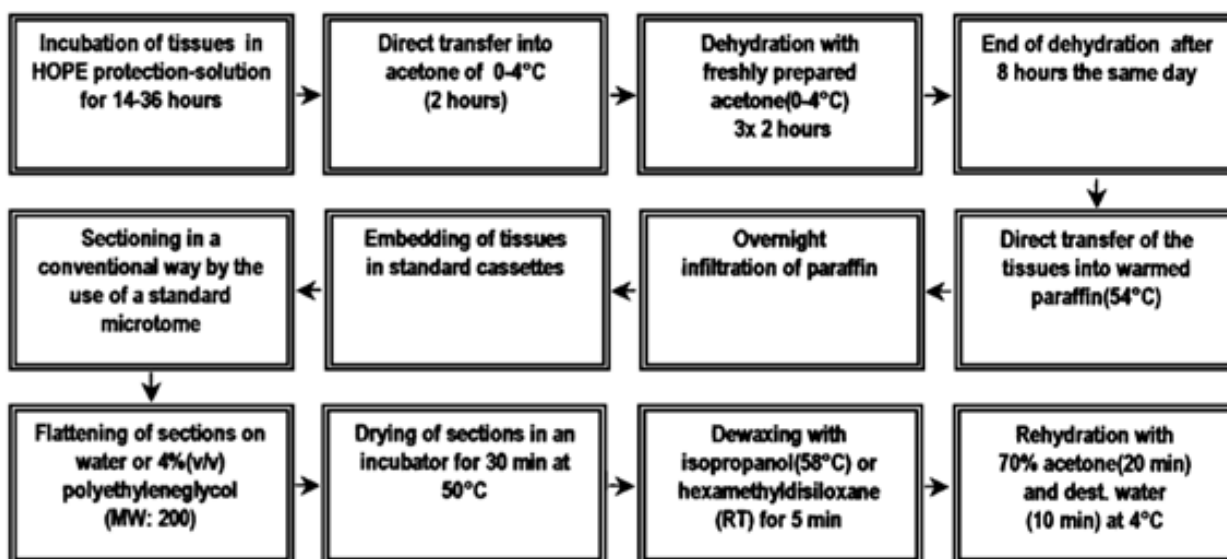 Incubation of tissues in
HOPE protection-solution
for 14-36 hours
Direct transfer into
acetone of 0-4°C
(2 hours)
Dehydration with
freshly prepared
acetone(0-4°C)
3x 2 hours
End of dehydration after
8 hours the same day
Direct transfer of the
tissues into warmed
paraffin(54°C)
Overnight
infiltration of paraffin
Embedding of tissues
in standard cassettes
Sectioning in a
conventional way by the
use of a standard
microtome
Flattening of sections on
water or 4%(v/v)
polyethyleneglycol
(MW: 200)
Drying of sections in an
incubator for 30 min at
50°C
Dewaxing with
isopropanol(58°C) or
hexamethyldisiloxane
(RT) for 5 min
Rehydration with
70% acetone(20 min)
and dest. water
(10 min) at 4°C